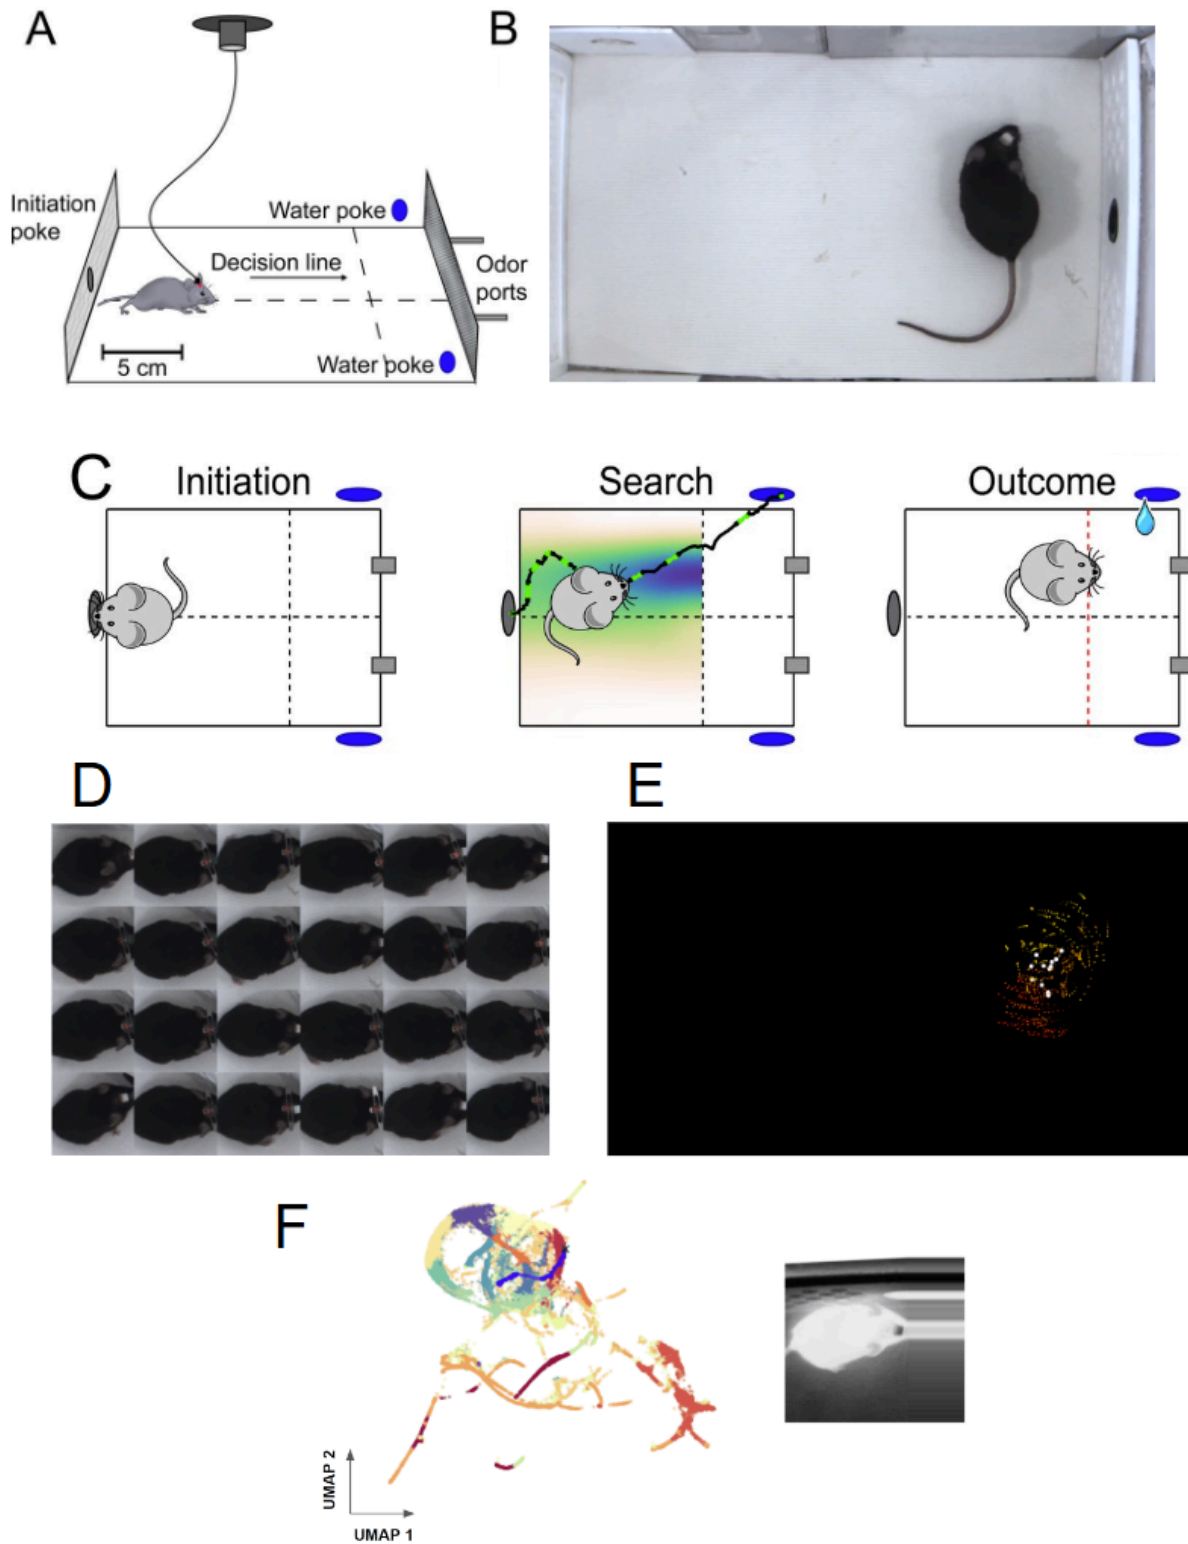 A
B
Initiation
poke
Water poke
Decision line
Odor
ports
5 cm
Water poke
C
Initiation
Search
Outcome
D
E
F
UMAP 2
UMAP 1